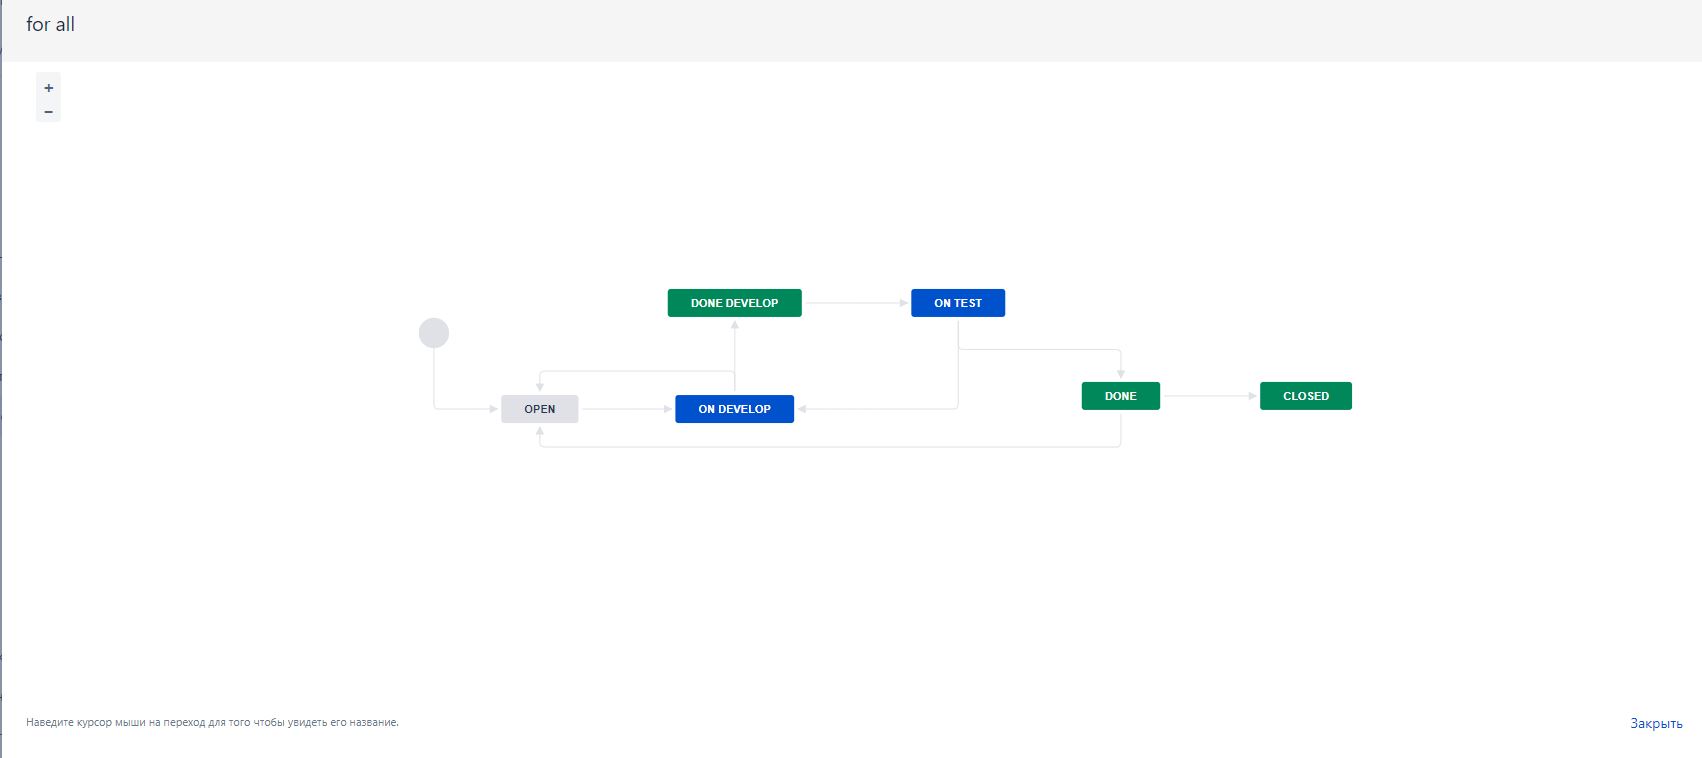 for all
+
–
DONE DEVELOP
ON TEST
DONE
CLOSED
OPEN
ON DEVELOP
Наведите курсор мыши на переход для того чтобы увидеть его название.
Закрыть